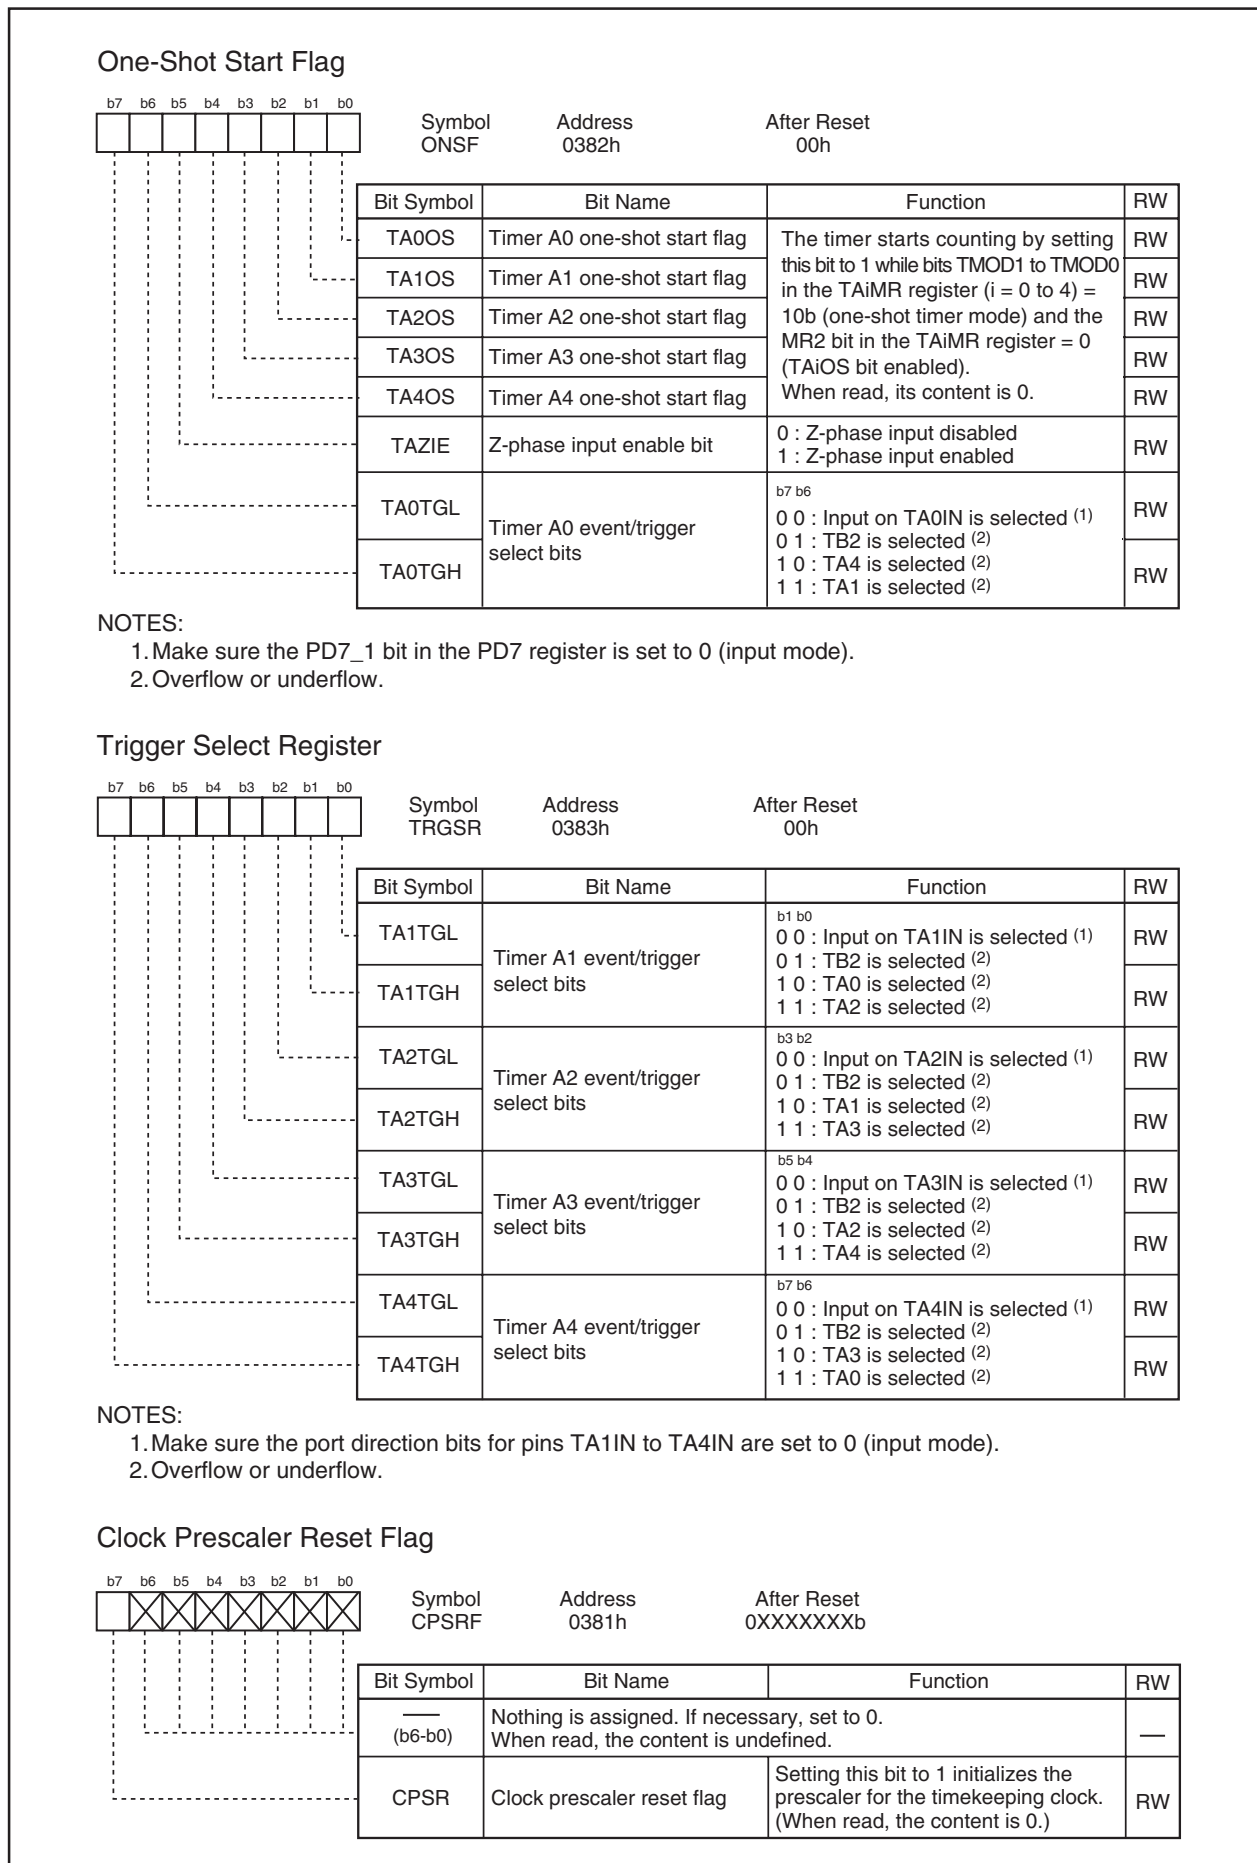 One-Shot Start Flag
b7 b6 b5 b4 b3 b2 b1 b0
Symbol Address After Reset
ONSF 0382h 00h
Bit Symbol Bit Name Function RW
TA0OS Timer A0 one-shot start flag RW
TA1OS Timer A1 one-shot start flag RW
TA2OS Timer A2 one-shot start flag RW
TA3OS Timer A3 one-shot start flag RW
TA4OS Timer A4 one-shot start flag RW
The timer starts counting by setting
this bit to 1 while bits TMOD1 to TMOD0
in the TAiMR register (i = 0 to 4) =
10b (one-shot timer mode) and the
MR2 bit in the TAiMR register = 0
(TAiOS bit enabled).
When read, its content is 0.
TAZIE Z-phase input enable bit RW
0 : Z-phase input disabled
1 : Z-phase input enabled
TA0TGL RW
TA0TGH RW
Timer A0 event/trigger
select bits
b7 b6
0 0 : Input on TA0IN is selected (1)
0 1 : TB2 is selected (2)
1 0 : TA4 is selected (2)
1 1 : TA1 is selected (2)
NOTES:
1. Make sure the PD7_1 bit in the PD7 register is set to 0 (input mode).
2. Overflow or underflow.
Trigger Select Register
b7 b6 b5 b4 b3 b2 b1 b0
Symbol Address After Reset
TRGSR 0383h 00h
Bit Symbol Bit Name Function RW
TA1TGL RW
TA1TGH RW
Timer A1 event/trigger
select bits
b1 b0
0 0 : Input on TA1IN is selected (1)
0 1 : TB2 is selected (2)
1 0 : TA0 is selected (2)
1 1 : TA2 is selected (2)
TA2TGL RW
TA2TGH RW
Timer A2 event/trigger
select bits
b3 b2
0 0 : Input on TA2IN is selected (1)
0 1 : TB2 is selected (2)
1 0 : TA1 is selected (2)
1 1 : TA3 is selected (2)
TA3TGL RW
TA3TGH RW
Timer A3 event/trigger
select bits
b5 b4
0 0 : Input on TA3IN is selected (1)
0 1 : TB2 is selected (2)
1 0 : TA2 is selected (2)
1 1 : TA4 is selected (2)
TA4TGL RW
TA4TGH RW
Timer A4 event/trigger
select bits
b7 b6
0 0 : Input on TA4IN is selected (1)
0 1 : TB2 is selected (2)
1 0 : TA3 is selected (2)
1 1 : TA0 is selected (2)
NOTES:
1. Make sure the port direction bits for pins TA1IN to TA4IN are set to 0 (input mode).
2. Overflow or underflow.
Clock Prescaler Reset Flag
b7 b6 b5 b4 b3 b2 b1 b0
Symbol Address After Reset
CPSRF 0381h 0XXXXXXXb
Bit Symbol Bit Name Function RW
— (b6-b0) —
Nothing is assigned. If necessary, set to 0.
When read, the content is undefined.
CPSR Clock prescaler reset flag RW
Setting this bit to 1 initializes the
prescaler for the timekeeping clock.
(When read, the content is 0.)